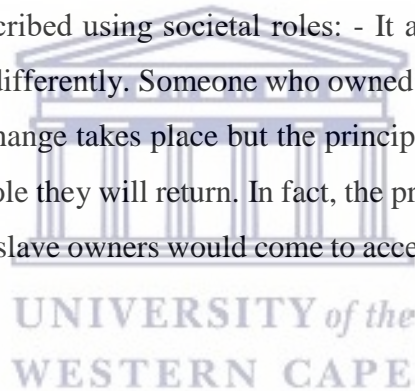 cribed using societal roles: - It a
differently. Someone who owned
hange takes place but the princip
ole they will return. In fact, the pr
slave owners would come to acce
UNIVERSITY of the
WESTERN CAPE